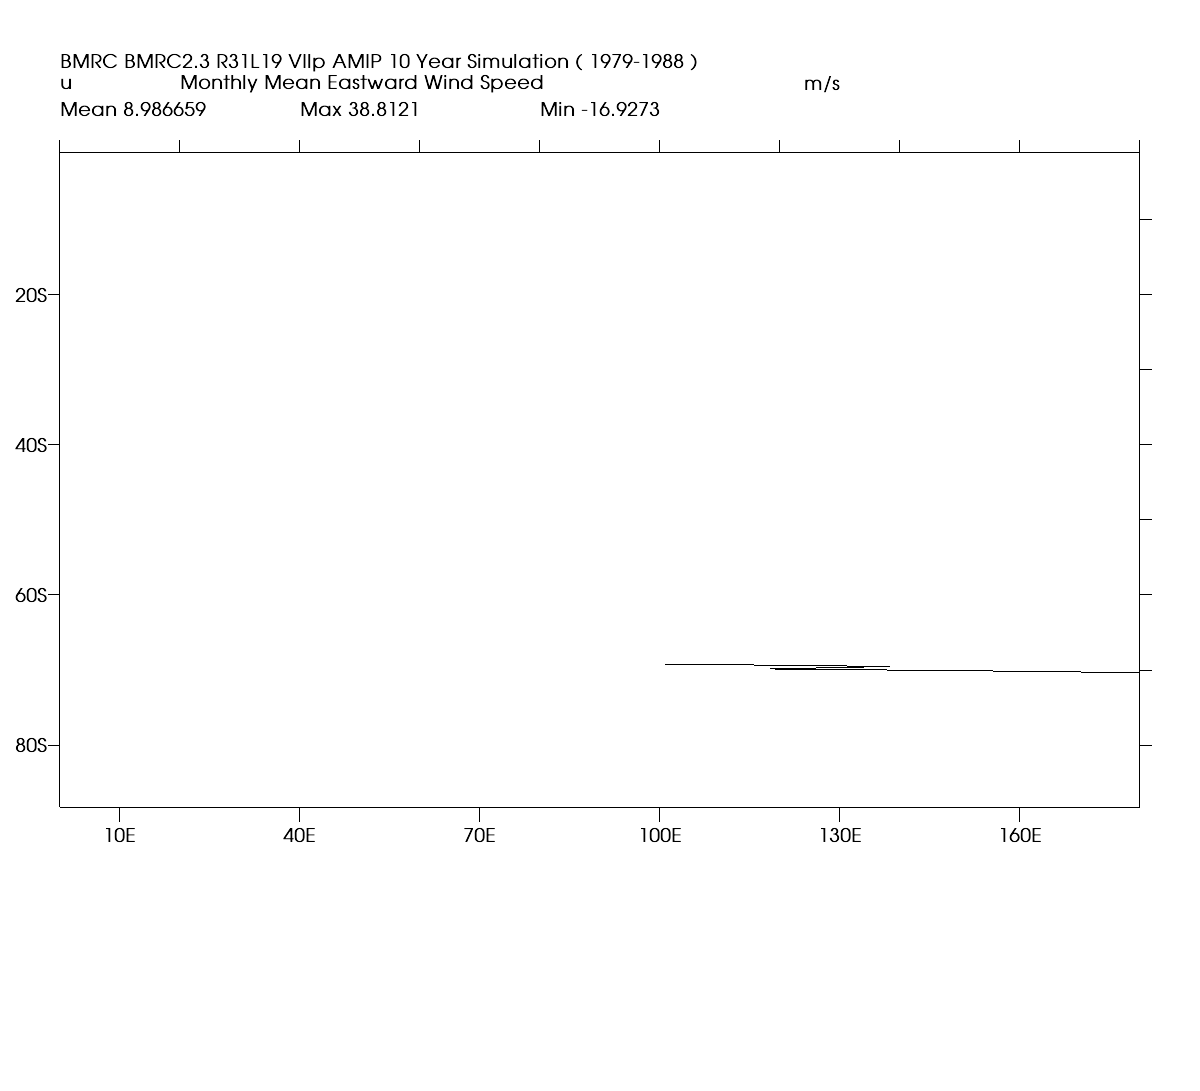 BMRC BMRC2.3 R31L19 VIIp AMIP 10 Year Simulation ( 1979-1988 )
u Monthly Mean Eastward Wind Speed m/s
Mean 8.986659 Max 38.8121 Min -16.9273
20S
40S
60S
80S
10E 40E 70E 100E 130E 160E